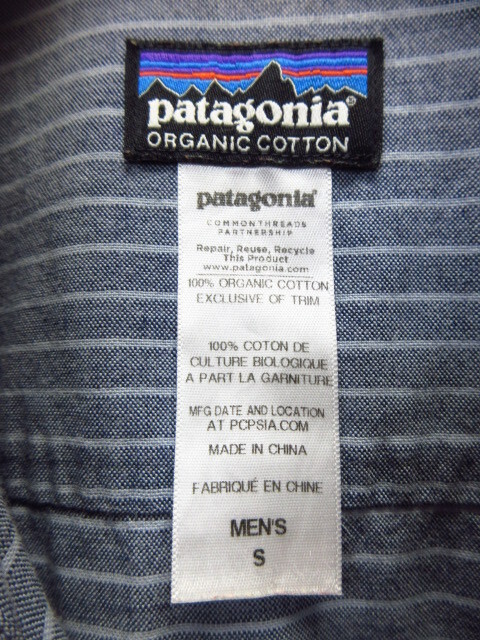 patagonia®
ORGANIC COTTON
patagonia®
COMMON THREADS
PARTNERSHIP
Repair, Reuse, Recycle
This Product
www.patagonia.com
100% ORGANIC COTTON
EXCLUSIVE OF TRIM
100% COTON DE
CULTURE BIOLOGIQUE
A PART LA GARNITURE
MFG DATE AND LOCATION
AT PCPSIA.COM
MADE IN CHINA
FABRIQUÉ EN CHINE
MEN'S
S